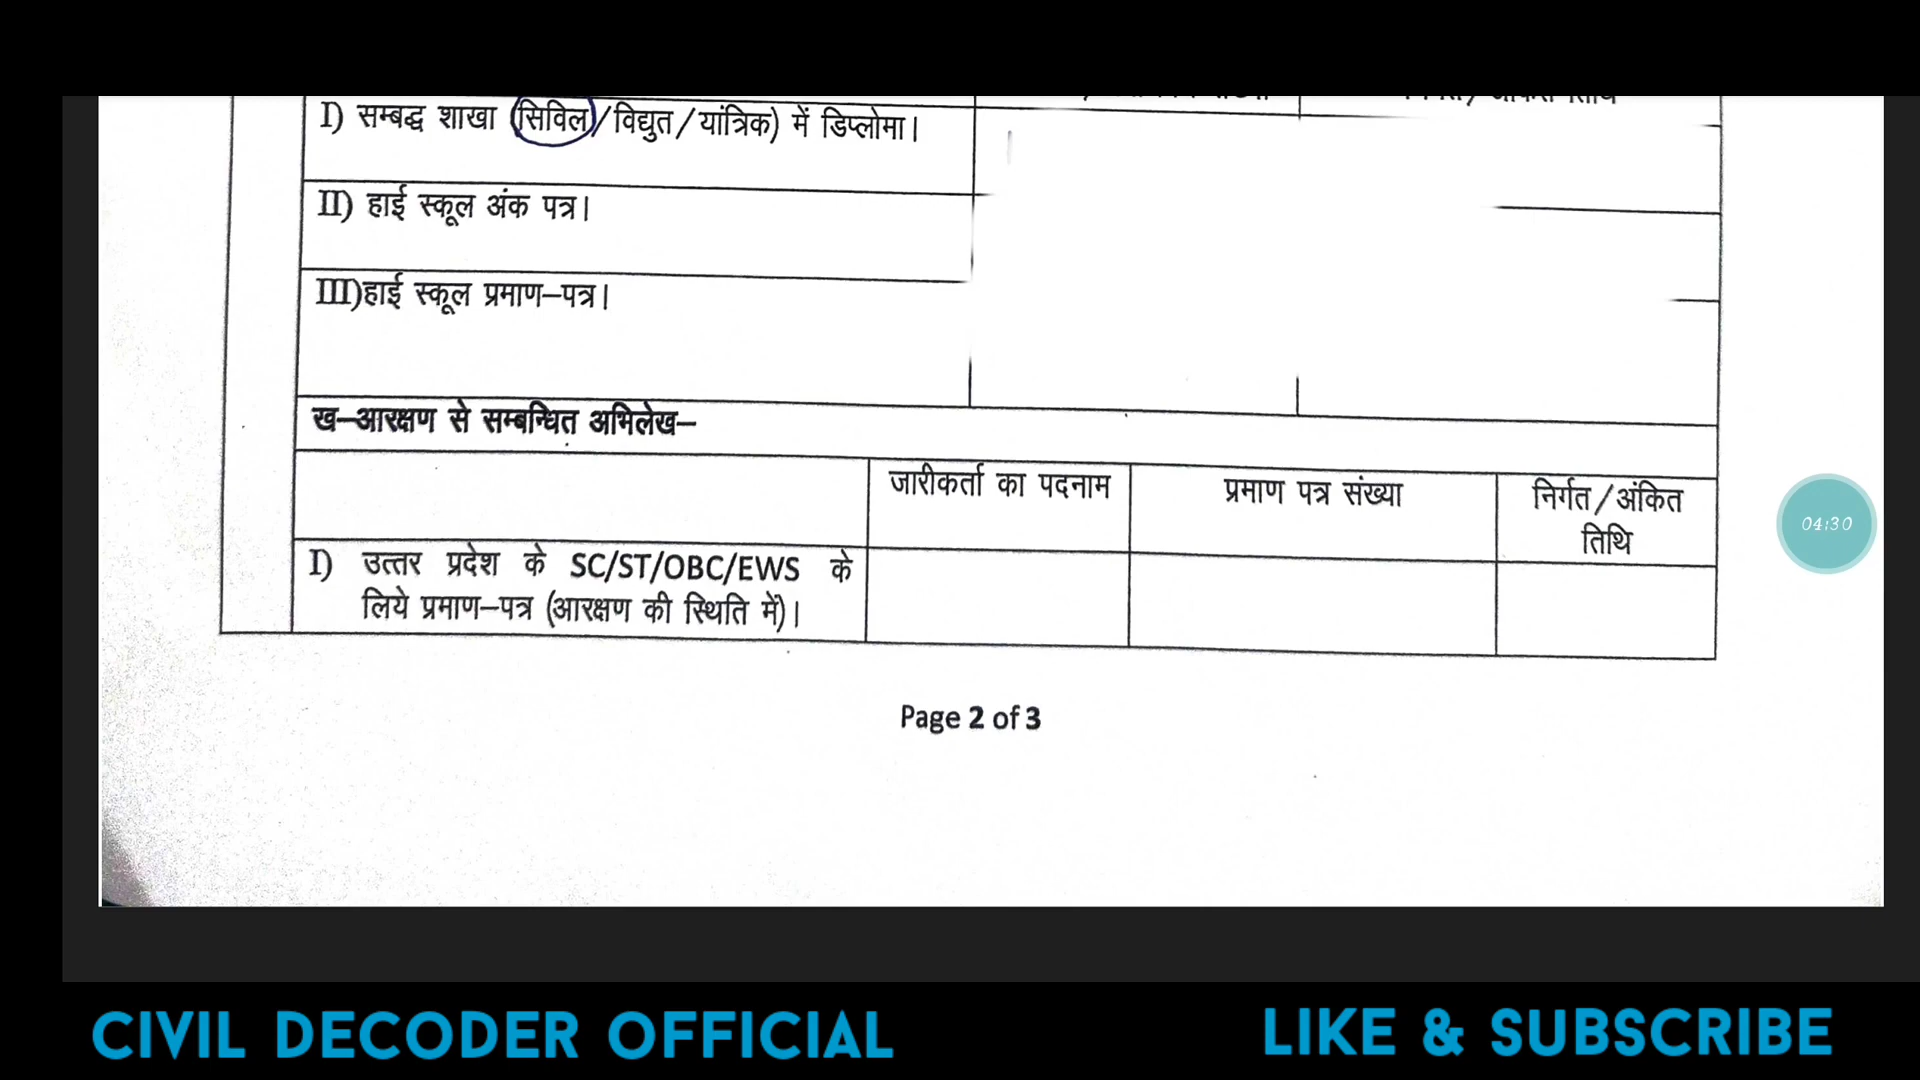 I) सम्बद्ध शाखा (सिविल/विद्युत/यांत्रिक) में डिप्लोमा।
II) हाई स्कूल अंक पत्र।
III)हाई स्कूल प्रमाण–पत्र।
ख–आरक्षण से सम्बन्धित अभिलेख–
जारीकर्ता का पदनाम
प्रमाण पत्र संख्या
निर्गत/अंकित
तिथि
I) उत्तर प्रदेश के SC/ST/OBC/EWS के
लिये प्रमाण–पत्र (आरक्षण की स्थिति में)।
Page 2 of 3
04:30
CIVIL DECODER OFFICIAL
LIKE & SUBSCRIBE